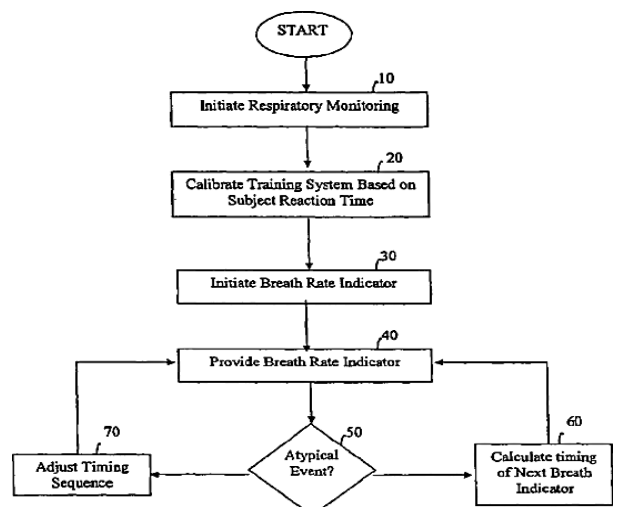 START
10
Initiate Respiratory Monitoring
20
Calibrate Training System Based on
Subject Reaction Time
30
Initiate Breath Rate Indicator
40
Provide Breath Rate Indicator
50
Atypical
Event?
70
Adjust Timing
Sequence
60
Calculate timing
of Next Breath
Indicator